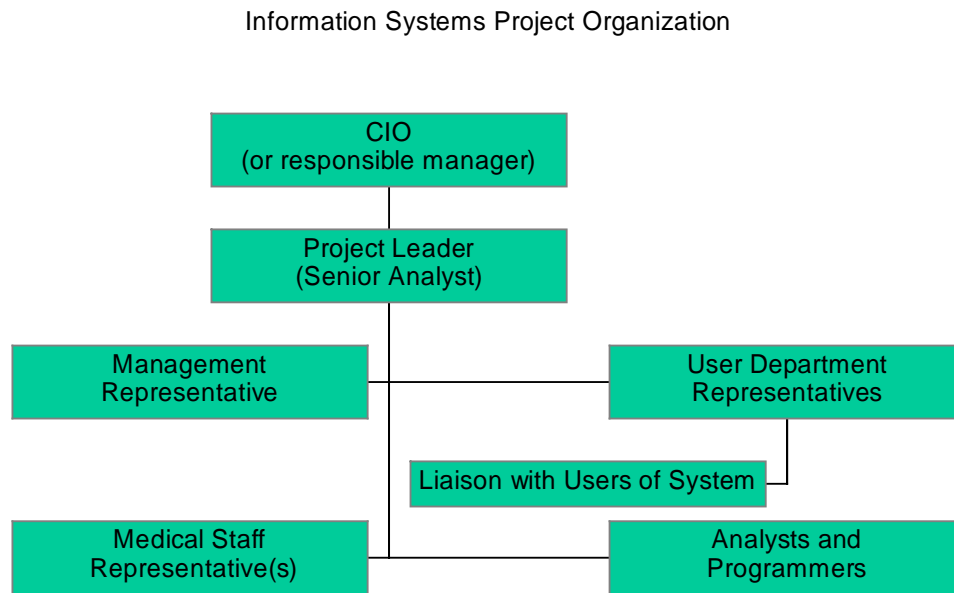 Information Systems Project Organization
CIO
(or responsible manager)
Project Leader
(Senior Analyst)
Management
Representative
User Department
Representatives
Liaison with Users of System
Medical Staff
Representative(s)
Analysts and
Programmers